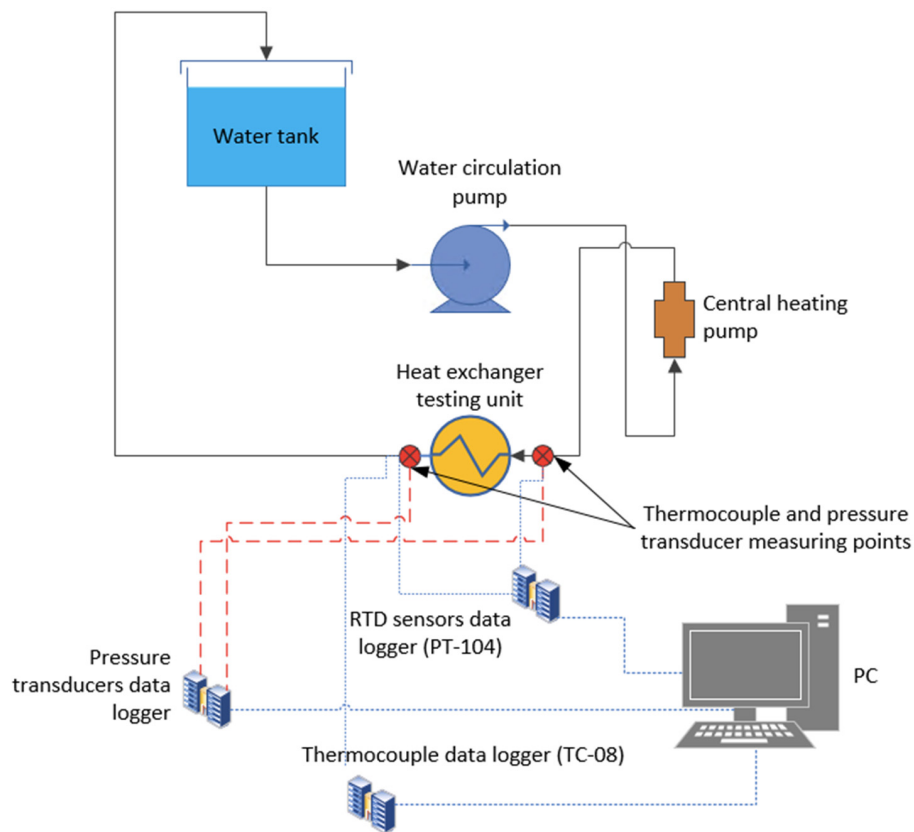 Water tank
Water circulation
pump
Central heating
pump
Heat exchanger
testing unit
Thermocouple and pressure
transducer measuring points
RTD sensors data
logger (PT-104)
Pressure
transducers data
logger
PC
Thermocouple data logger (TC-08)